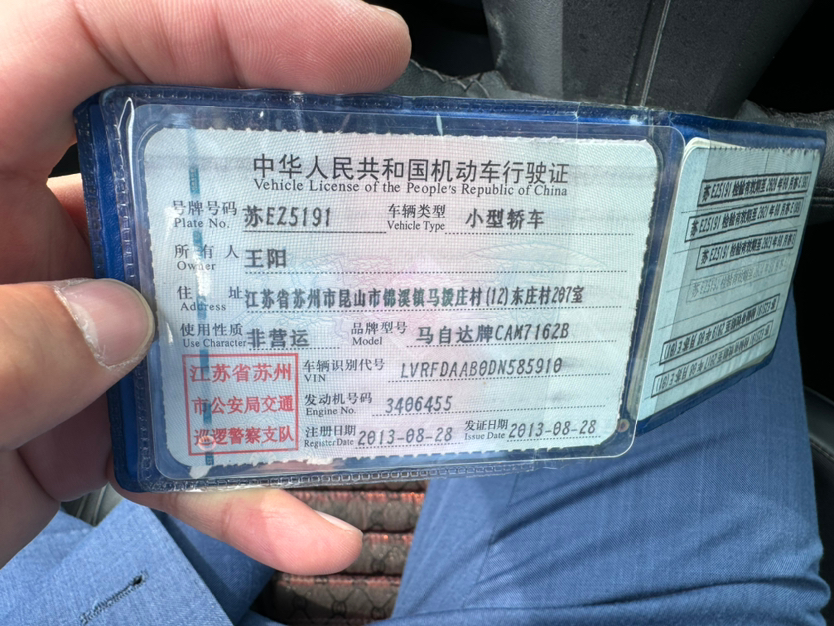 中华人民共和国机动车行驶证
Vehicle License of the People's Republic of China
号牌号码 苏EZ5191 车辆类型 小型轿车
Plate No. Vehicle Type
所有人 王阳
Owner
住址 江苏省苏州市昆山市锦溪镇马援庄村(12)东庄村207室
Address
使用性质 非营运 品牌型号 马自达牌CAM7162B
Use Character Model
江苏省苏州
市公安局交通
巡逻警察支队
车辆识别代号 LVRFDAAB0DN585910
VIN
发动机号码 3406455
Engine No.
注册日期 2013-08-28 发证日期 2013-08-28
Register Date Issue Date